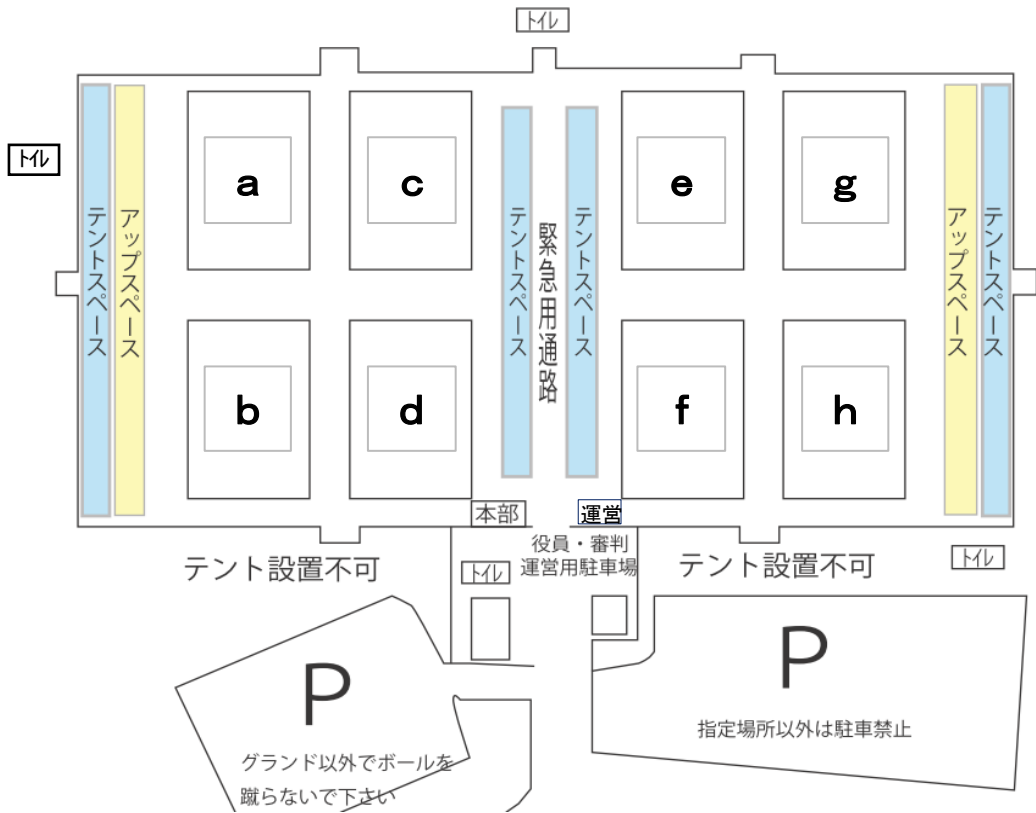 トイレ
トイレ
テントスペース
アップスペース
a
c
テントスペース
緊急用通路
テントスペース
e
g
アップスペース
テントスペース
b
d
f
h
本部
運営
役員・審判
運営用駐車場
テント設置不可
トイレ
テント設置不可
トイレ
P
グランド以外でボールを
蹴らないで下さい
P
指定場所以外は駐車禁止